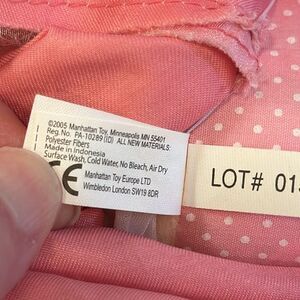 ©2005 Manhattan Toy, Minneapolis MN 55401
Reg. No. PA-10289 (ID) ALL NEW MATERIALS:
Polyester Fibers
Made in Indonesia
Surface Wash, Cold Water, No Bleach, Air Dry
CE Manhattan Toy Europe LTD
Wimbledon London SW19 8DR
LOT# 01